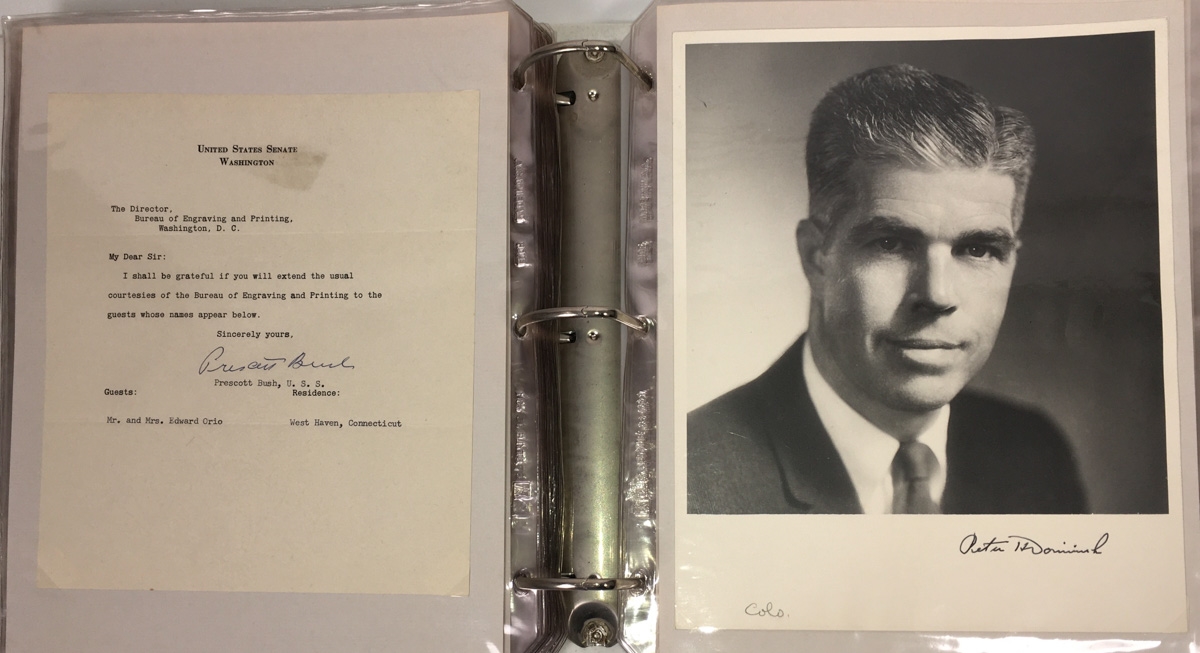 UNITED STATES SENATE
WASHINGTON
The Director,
Bureau of Engraving and Printing,
Washington, D. C.
My Dear Sir:
I shall be grateful if you will extend the usual
courtesies of the Bureau of Engraving and Printing to the
guests whose names appear below.
Sincerely yours,
Prescott Bush
Prescott Bush, U. S. S.
Guests: Residence:
Mr. and Mrs. Edward Orio West Haven, Connecticut
Peter H Dominick
Colo.